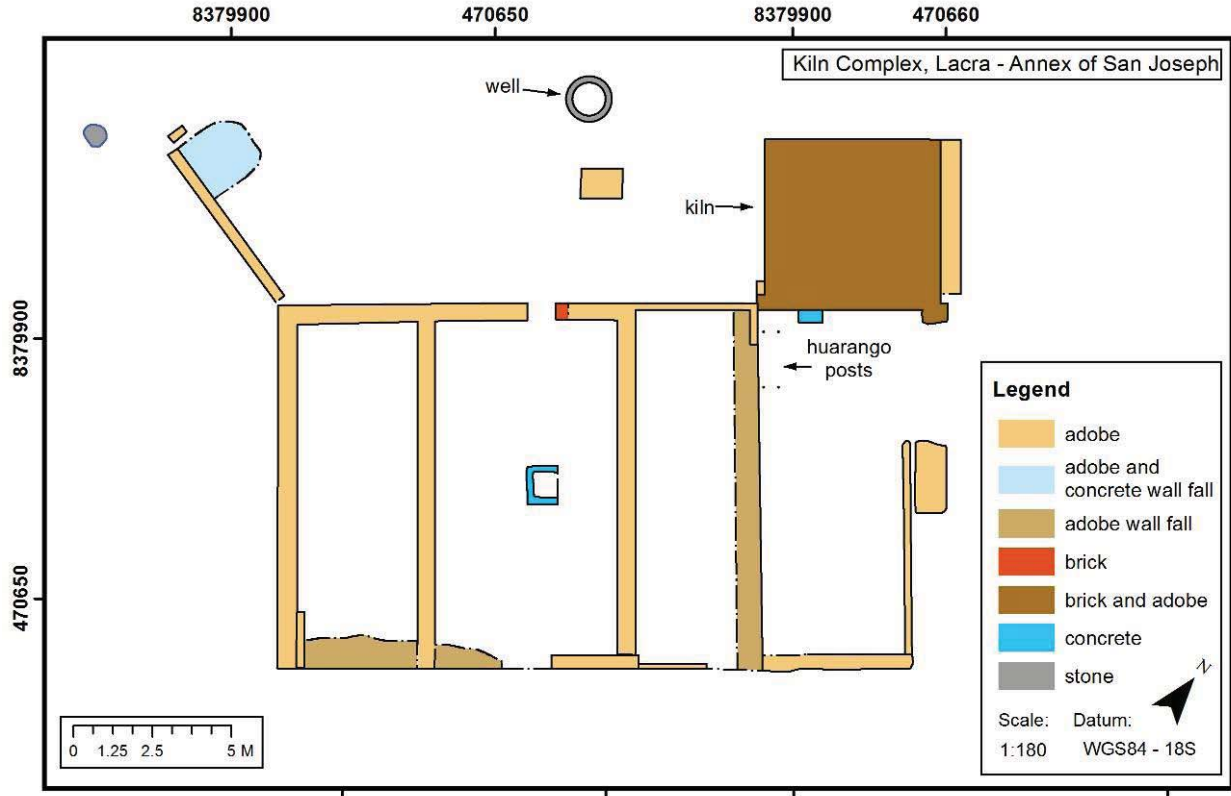 8379900 470650 8379900 470660
Kiln Complex, Lacra - Annex of San Joseph
well
kiln
huarango
posts
8379900
470650
Legend
adobe
adobe and
concrete wall fall
adobe wall fall
brick
brick and adobe
concrete
stone
N
Scale: Datum:
1:180 WGS84 - 18S
0 1.25 2.5 5 M